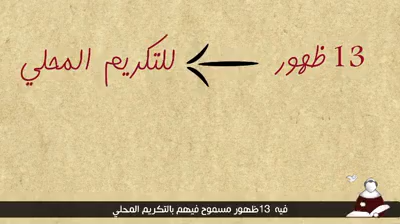 13 ظهور ← للتكريم المحلي
فيه 13ظهور مسموح فيهم بالتكريم المحلي